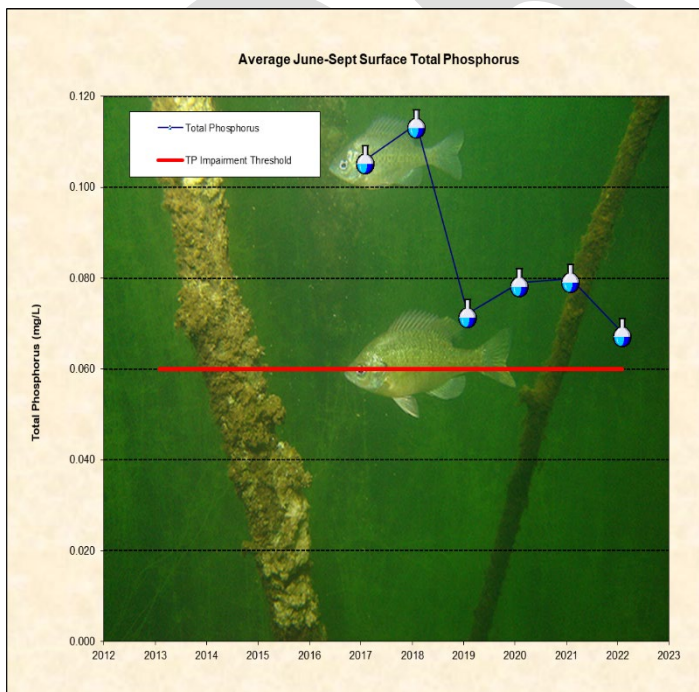 Average June-Sept Surface Total Phosphorus
Total Phosphorus (mg/L)
0.120
0.100
0.080
0.060
0.040
0.020
0.000
Total Phosphorus
TP Impairment Threshold
2012 2013 2014 2015 2016 2017 2018 2019 2020 2021 2022 2023